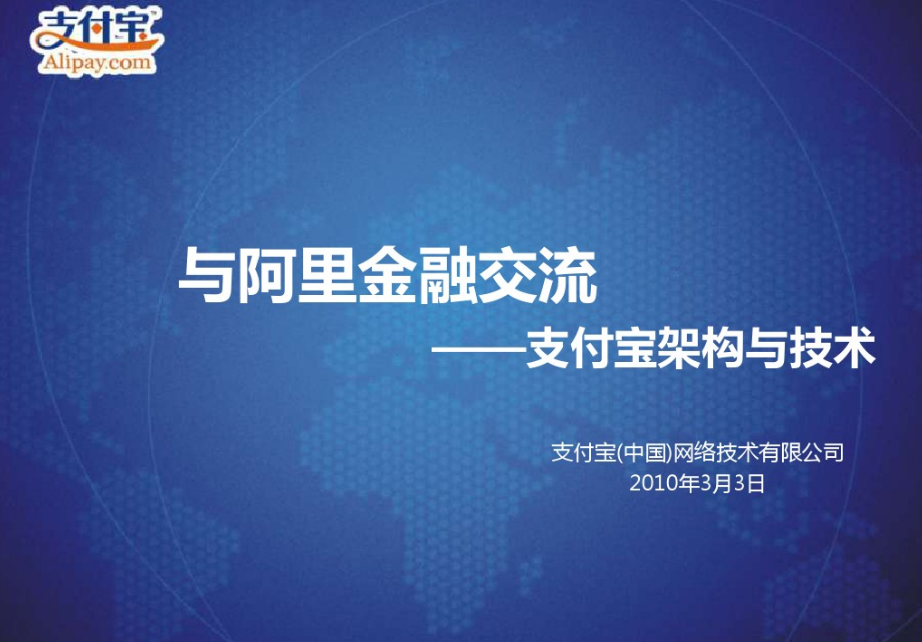 支付宝™
Alipay.com
与阿里金融交流
——支付宝架构与技术
支付宝(中国)网络技术有限公司
2010年3月3日